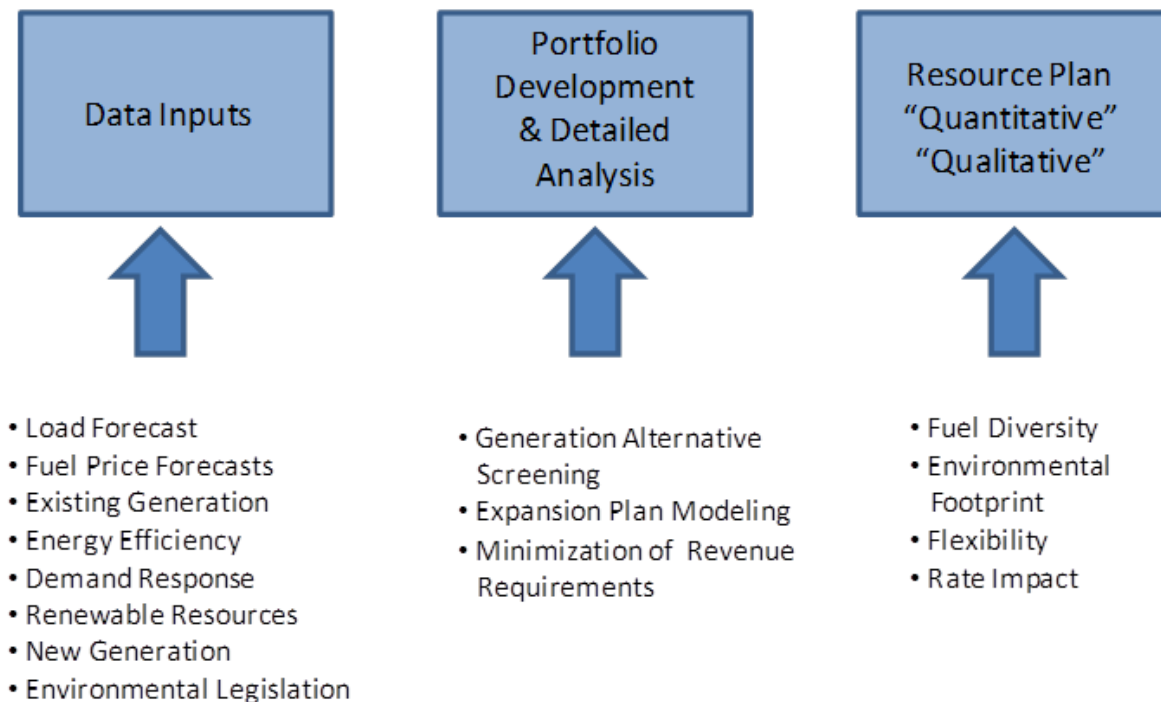 Data Inputs
Portfolio
Development
& Detailed
Analysis
Resource Plan
“Quantitative”
“Qualitative”
• Load Forecast
• Fuel Price Forecasts
• Existing Generation
• Energy Efficiency
• Demand Response
• Renewable Resources
• New Generation
• Environmental Legislation
• Generation Alternative
Screening
• Expansion Plan Modeling
• Minimization of Revenue
Requirements
• Fuel Diversity
• Environmental
Footprint
• Flexibility
• Rate Impact